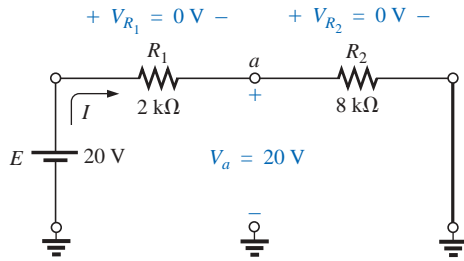 + V_{R_1} = 0 V − + V_{R_2} = 0 V −
R_1 a R_2
+
I 2 kΩ 8 kΩ
E 20 V V_a = 20 V
−